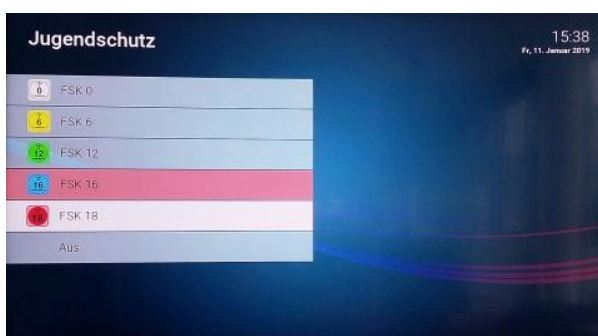 Jugendschutz
15:38
Fr, 11. Januar 2019
0 FSK 0
6 FSK 6
12 FSK 12
16 FSK 16
18 FSK 18
Aus